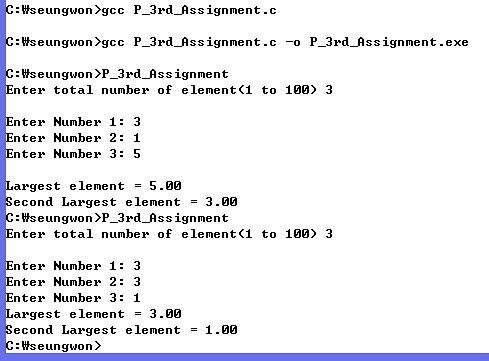 C:₩seungwon>gcc P_3rd_Assignment.c
C:₩seungwon>gcc P_3rd_Assignment.c -o P_3rd_Assignment.exe
C:₩seungwon>P_3rd_Assignment
Enter total number of element(1 to 100) 3
Enter Number 1: 3
Enter Number 2: 1
Enter Number 3: 5
Largest element = 5.00
Second Largest element = 3.00
C:₩seungwon>P_3rd_Assignment
Enter total number of element(1 to 100) 3
Enter Number 1: 3
Enter Number 2: 3
Enter Number 3: 1
Largest element = 3.00
Second Largest element = 1.00
C:₩seungwon>